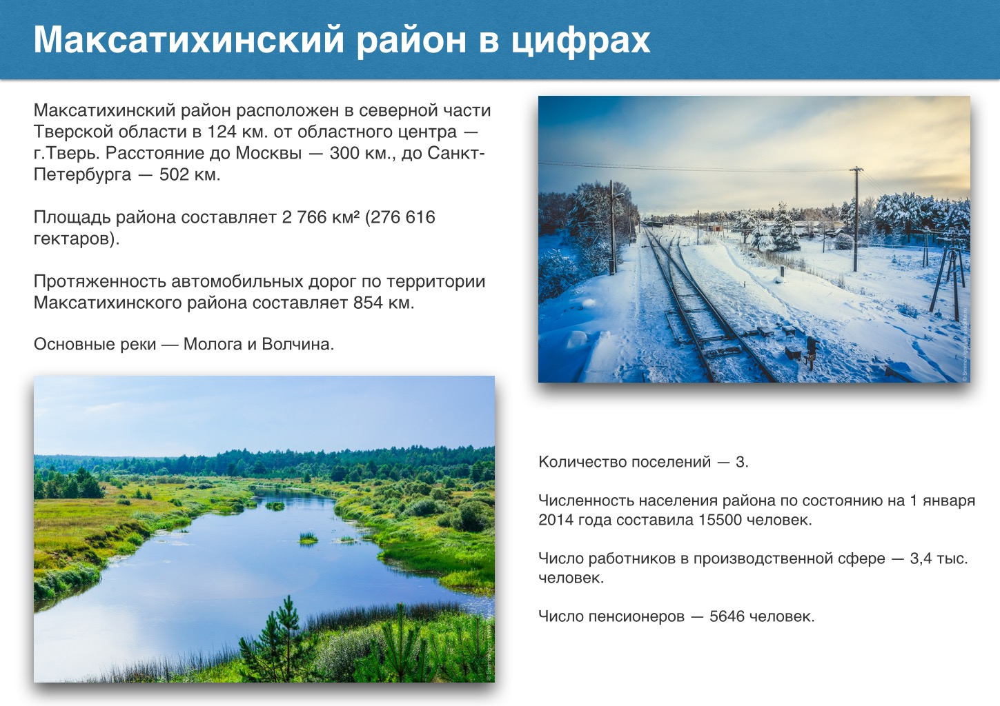 Максатихинский район в цифрах
Максатихинский район расположен в северной части
Тверской области в 124 км. от областного центра —
г.Тверь. Расстояние до Москвы — 300 км., до Санкт-
Петербурга — 502 км.
Площадь района составляет 2 766 км² (276 616
гектаров).
Протяженность автомобильных дорог по территории
Максатихинского района составляет 854 км.
Основные реки — Молога и Волчина.
Количество поселений — 3.
Численность населения района по состоянию на 1 января
2014 года составила 15500 человек.
Число работников в производственной сфере — 3,4 тыс.
человек.
Число пенсионеров — 5646 человек.